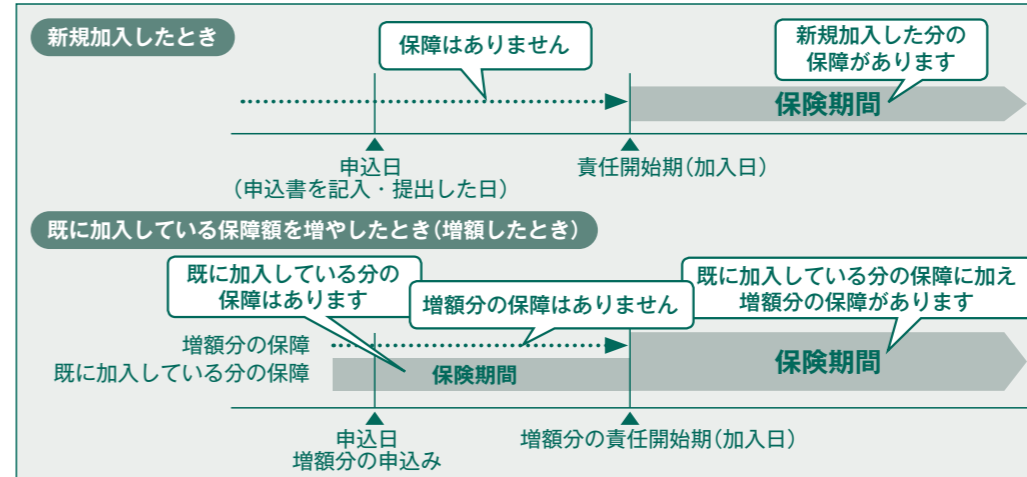 新規加入したとき
保障はありません
新規加入した分の
保障があります
保険期間
申込日
（申込書を記入・提出した日）
責任開始期（加入日）
既に加入している保障額を増やしたとき（増額したとき）
既に加入している分の
保障はあります
増額分の保障はありません
既に加入している分の保障に加え
増額分の保障があります
増額分の保障
既に加入している分の保障
保険期間
保険期間
申込日
増額分の申込み
増額分の責任開始期（加入日）